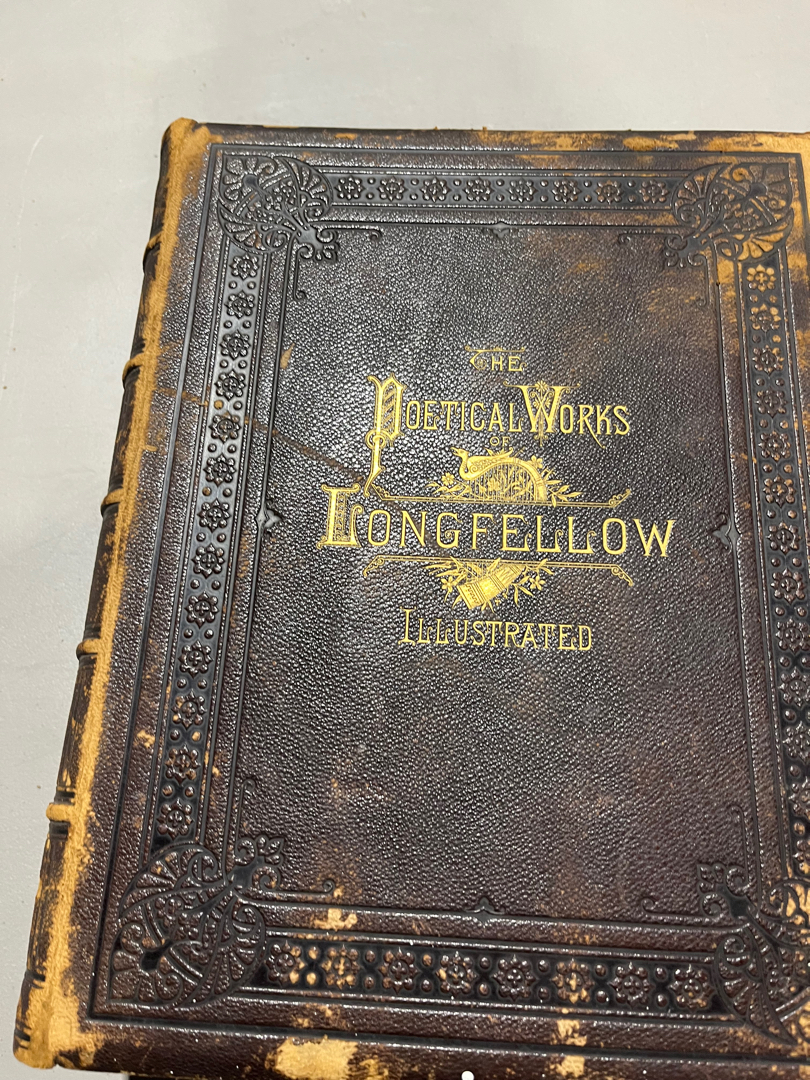 THE
POETICAL WORKS
OF
LONGFELLOW
ILLUSTRATED